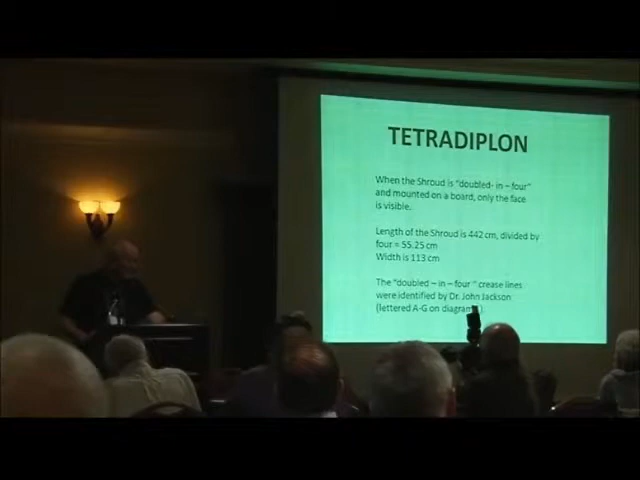 TETRADIPLON
When the Shroud is "doubled- in – four"
and mounted on a board, only the face
is visible.
Length of the Shroud is 442 cm, divided by
four = 55.25 cm
Width is 113 cm
The "doubled – in – four " crease lines
were identified by Dr. John Jackson
(lettered A-G on diagram